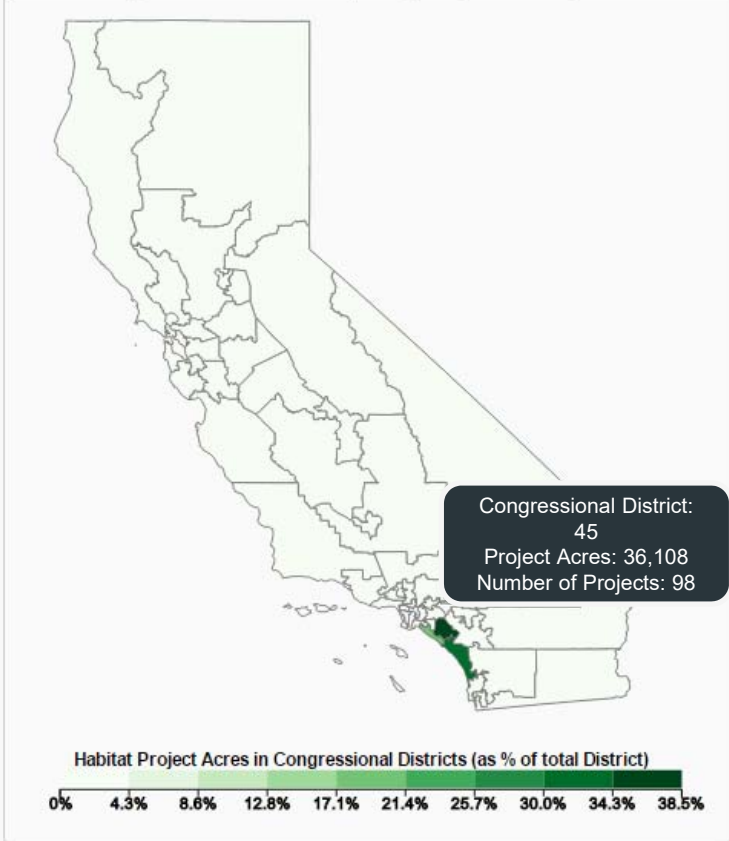 Congressional District:
45
Project Acres: 36,108
Number of Projects: 98
Habitat Project Acres in Congressional Districts (as % of total District)
0% 4.3% 8.6% 12.8% 17.1% 21.4% 25.7% 30.0% 34.3% 38.5%